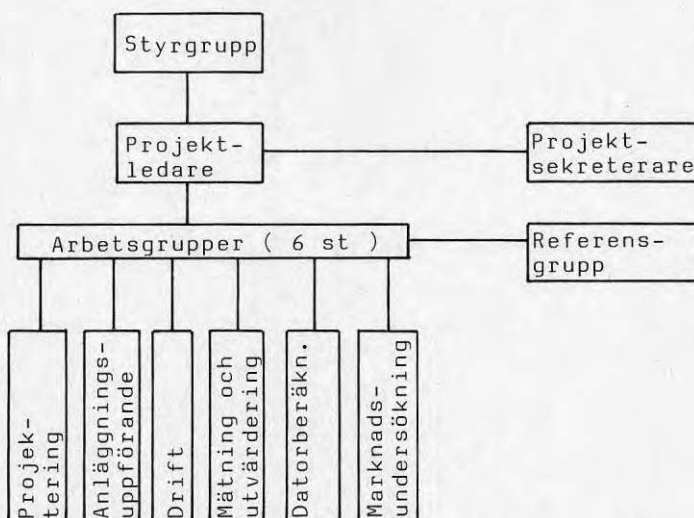 Styrgrupp
Projekt-
ledare
Projekt-
sekreterare
Arbetsgrupper ( 6 st )
Referens-
grupp
Projek-
tering
Anläggnings-
uppförande
Drift
Mätning och
utvärdering
Datorberäkn.
Marknads-
undersökning